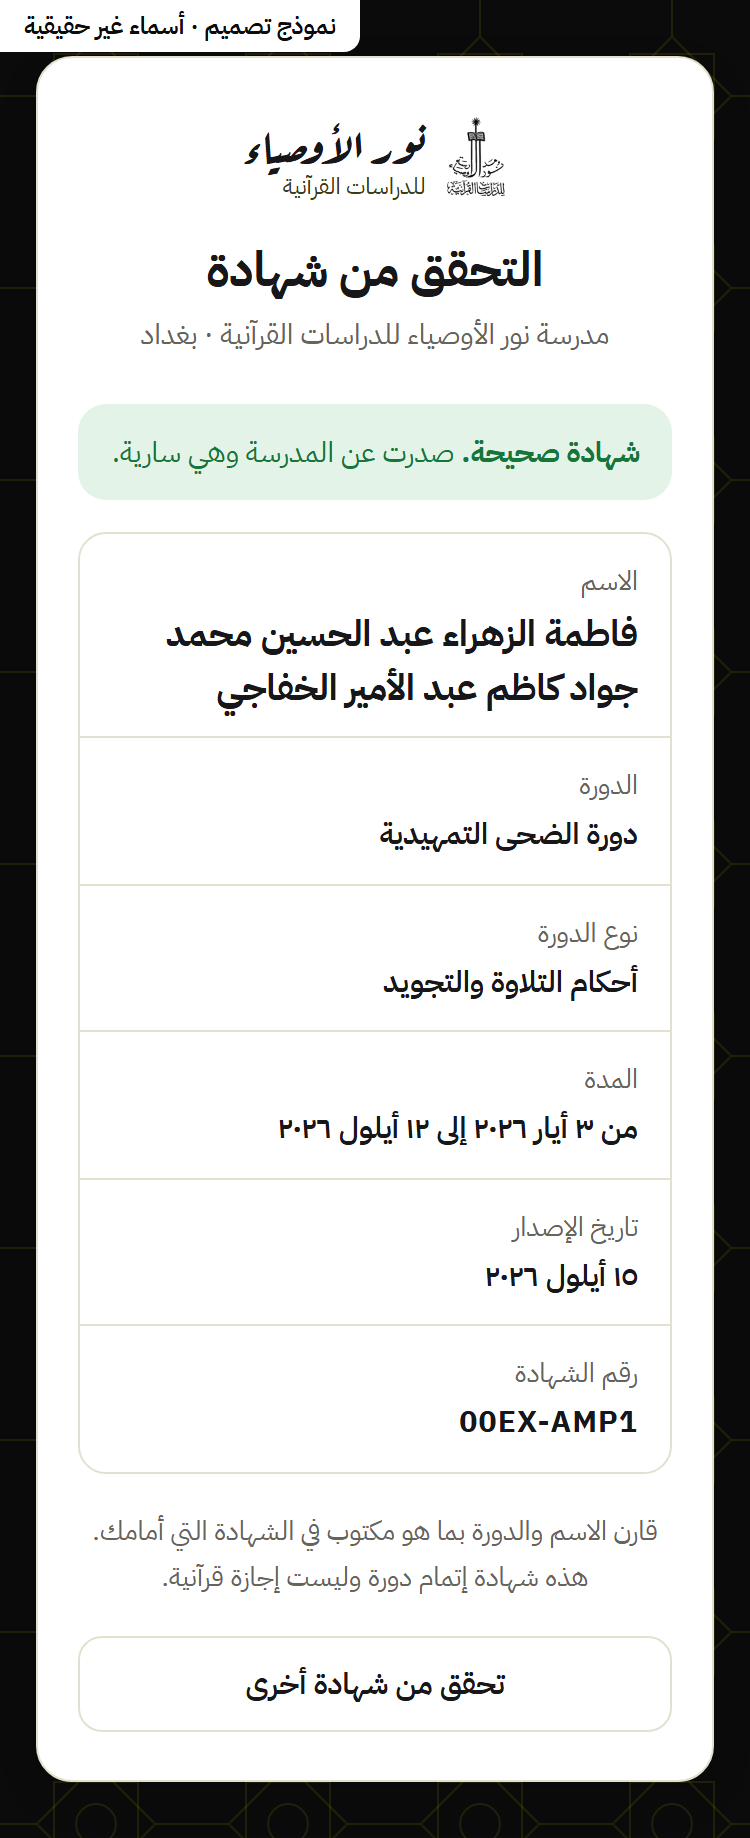 نموذج تصميم · أسماء غير حقيقية
نور الأوصياء
للدراسات القرآنية
التحقق من شهادة
مدرسة نور الأوصياء للدراسات القرآنية · بغداد
شهادة صحيحة. صدرت عن المدرسة وهي سارية.
الاسم
فاطمة الزهراء عبد الحسين محمد
جواد كاظم عبد الأمير الخفاجي
الدورة
دورة الضحى التمهيدية
نوع الدورة
أحكام التلاوة والتجويد
المدة
من ٣ أيار ٢٠٢٦ إلى ١٢ أيلول ٢٠٢٦
تاريخ الإصدار
١٥ أيلول ٢٠٢٦
رقم الشهادة
00EX-AMP1
قارن الاسم والدورة بما هو مكتوب في الشهادة التي أمامك.
هذه شهادة إتمام دورة وليست إجازة قرآنية.
تحقق من شهادة أخرى